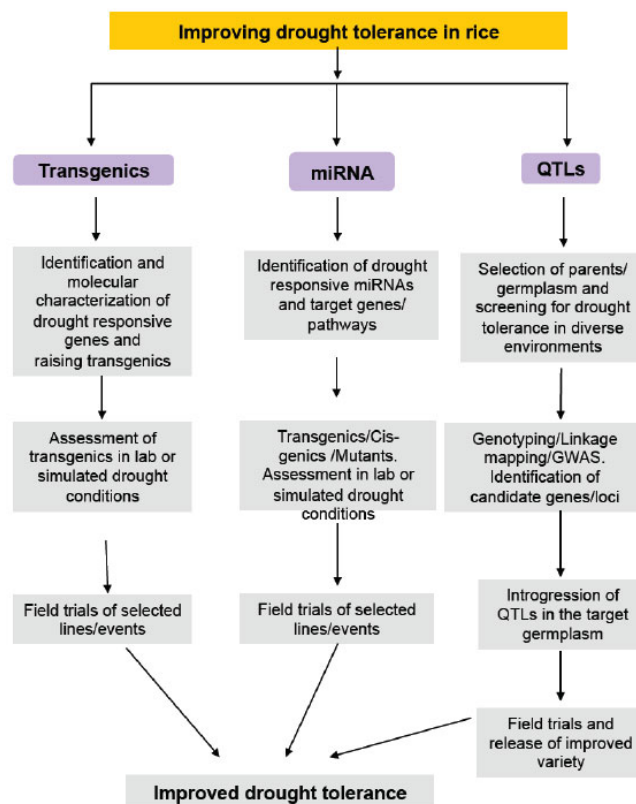 Improving drought tolerance in rice
Transgenics
miRNA
QTLs
Identification and
molecular
characterization of
drought responsive
genes and
raising transgenics
Identification of drought
responsive miRNAs
and target genes/
pathways
Selection of parents/
germplasm and
screening for drought
tolerance in diverse
environments
Assessment of
transgenics in lab or
simulated drought
conditions
Transgenics/Cis-
genics /Mutants.
Assessment in lab or
simulated drought
conditions
Genotyping/Linkage
mapping/GWAS.
Identification of
candidate genes/loci
Field trials of selected
lines/events
Field trials of selected
lines/events
Introgression of
QTLs in the target
germplasm
Field trials and
release of improved
variety
Improved drought tolerance